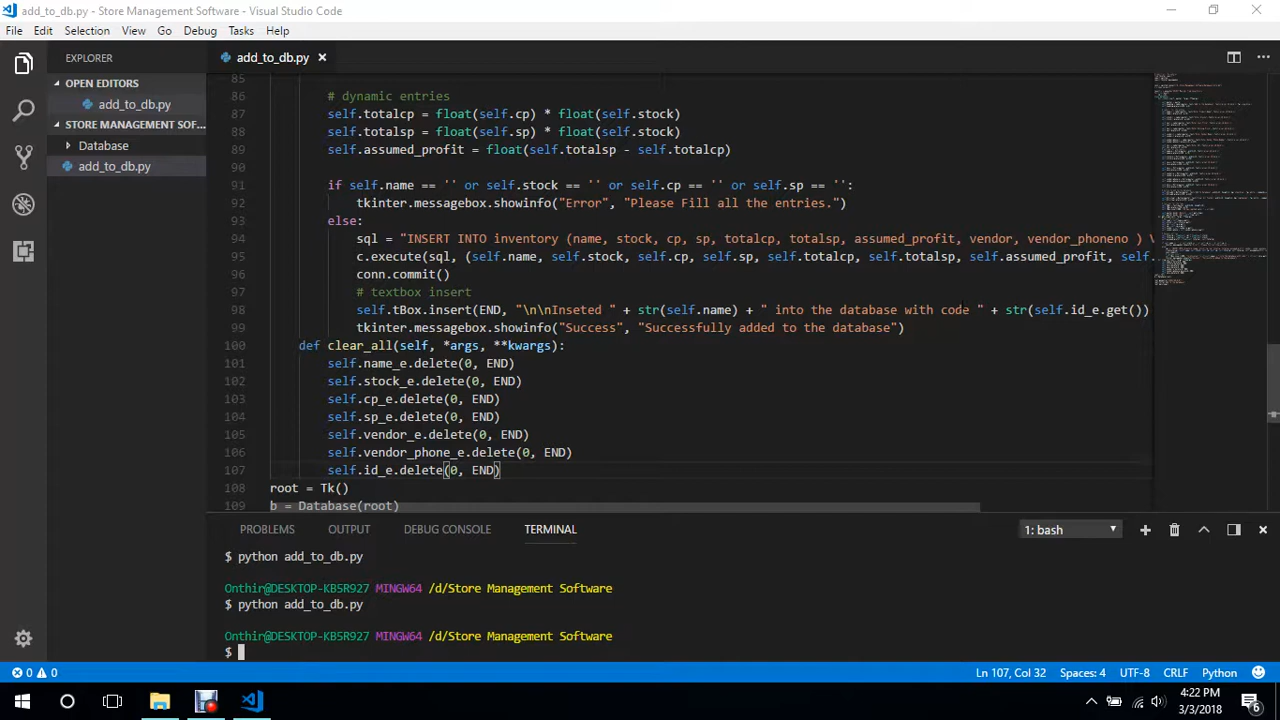 add_to_db.py - Store Management Software - Visual Studio Code
File Edit Selection View Go Debug Tasks Help
EXPLORER
OPEN EDITORS
add_to_db.py
STORE MANAGEMENT SOF...
Database
add_to_db.py
add_to_db.py
85
86 # dynamic entries
87 self.totalcp = float(self.cp) * float(self.stock)
88 self.totalsp = float(self.sp) * float(self.stock)
89 self.assumed_profit = float(self.totalsp - self.totalcp)
90
91 if self.name == '' or self.stock == '' or self.cp == '' or self.sp == '':
92 tkinter.messagebox.showinfo("Error", "Please Fill all the entries.")
93 else:
94 sql = "INSERT INTO inventory (name, stock, cp, sp, totalcp, totalsp, assumed_profit, vendor, vendor_phoneno ) \
95 c.execute(sql, (self.name, self.stock, self.cp, self.sp, self.totalcp, self.totalsp, self.assumed_profit, self.
96 conn.commit()
97 # textbox insert
98 self.tBox.insert(END, "\n\nInseted " + str(self.name) + " into the database with code " + str(self.id_e.get())
99 tkinter.messagebox.showinfo("Success", "Successfully added to the database")
100 def clear_all(self, *args, **kwargs):
101 self.name_e.delete(0, END)
102 self.stock_e.delete(0, END)
103 self.cp_e.delete(0, END)
104 self.sp_e.delete(0, END)
105 self.vendor_e.delete(0, END)
106 self.vendor_phone_e.delete(0, END)
107 self.id_e.delete(0, END)
108 root = Tk()
109 b = Database(root)
PROBLEMS OUTPUT DEBUG CONSOLE TERMINAL 1: bash
$ python add_to_db.py
Onthir@DESKTOP-KB5R927 MINGW64 /d/Store Management Software
$ python add_to_db.py
Onthir@DESKTOP-KB5R927 MINGW64 /d/Store Management Software
$
0 0 Ln 107, Col 32 Spaces: 4 UTF-8 CRLF Python
4:22 PM
3/3/2018
6